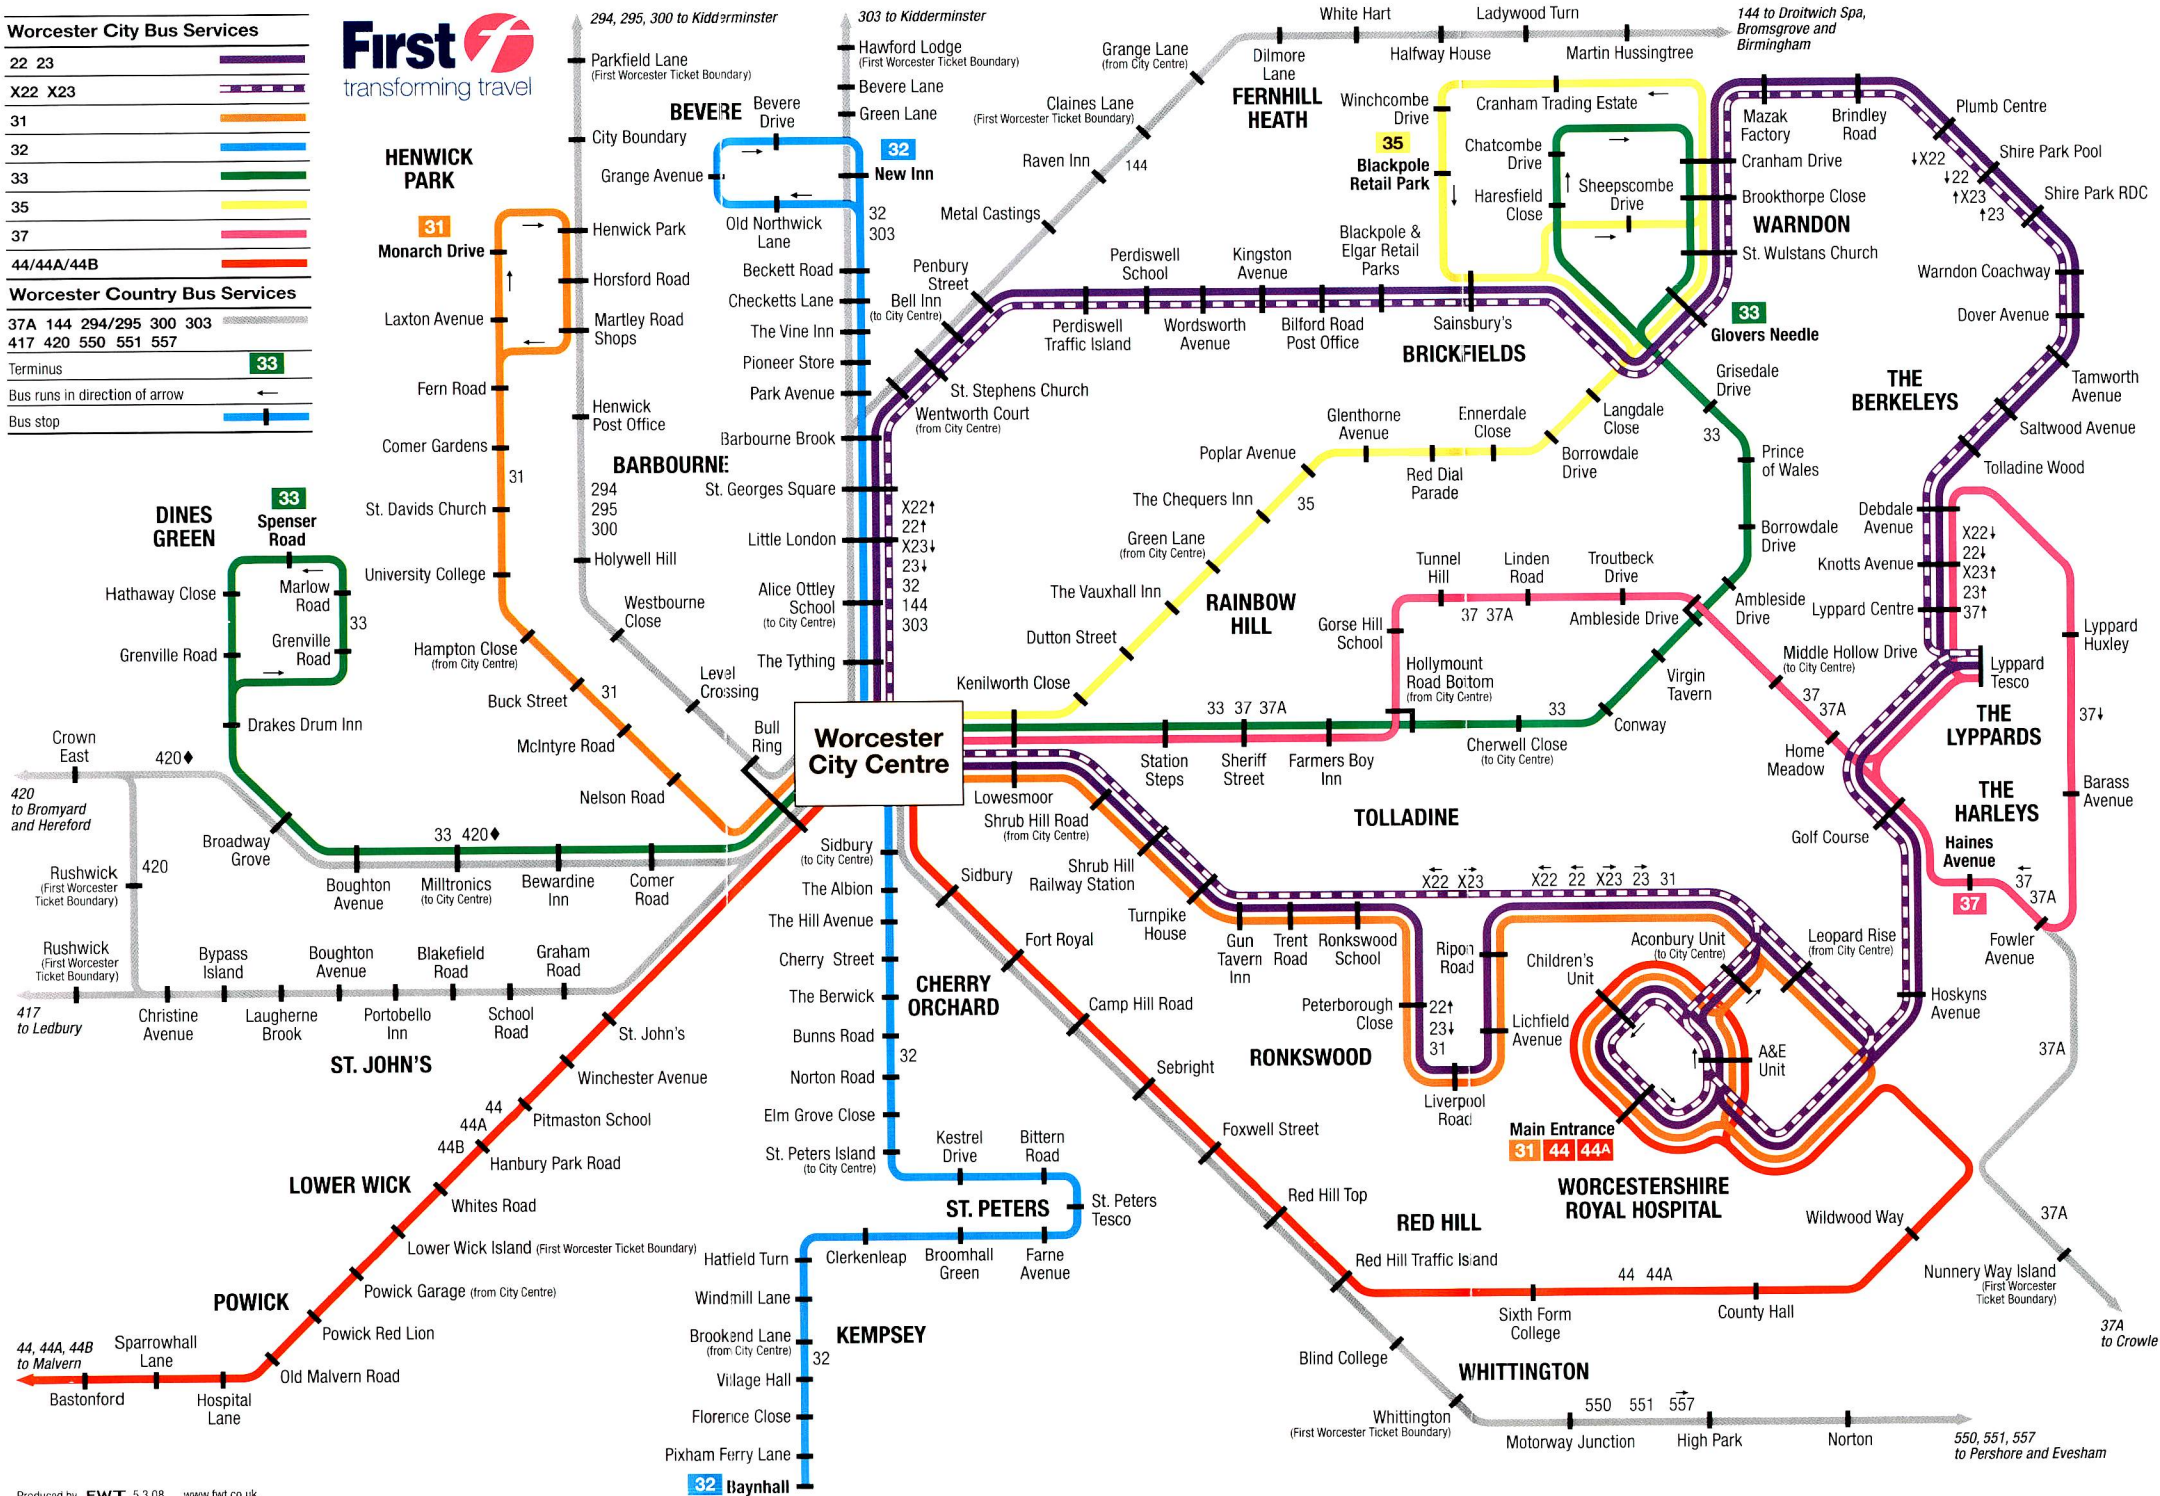 Worcester City Bus Services
22 23
X22 X23
31
32
33
35
37
44/44A/44B
Worcester Country Bus Services
37A 144 294/295 300 303
417 420 550 551 557
Terminus
33
Bus runs in direction of arrow
←
Bus stop
First
transforming travel
294, 295, 300 to Kidderminster
Parkfield Lane
(First Worcester Ticket Boundary)
City Boundary
HENWICK
PARK
31
Monarch Drive
Henwick Park
Horsford Road
Martley Road
Shops
Laxton Avenue
Fern Road
Comer Gardens
31
St. Davids Church
University College
Hampton Close
(from City Centre)
Buck Street
31
McIntyre Road
Nelson Road
Henwick
Post Office
BARBOURNE
294
295
300
Holywell Hill
Westbourne
Close
Level
Crossing
Bull
Ring
303 to Kidderminster
Hawford Lodge
(First Worcester Ticket Boundary)
Bevere Lane
Green Lane
BEVERE
Bevere
Drive
Grange Avenue
Old Northwick
Lane
32
New Inn
32
303
Beckett Road
Checketts Lane
The Vine Inn
Pioneer Store
Park Avenue
Barbourne Brook
St. Georges Square
Little London
Alice Ottley
School
(to City Centre)
The Tything
X22↑
22↑
X23↓
23↓
32
144
303
144 to Droitwich Spa,
Bromsgrove and
Birmingham
White Hart
Ladywood Turn
Dilmore
Lane
Halfway House
Martin Hussingtree
Grange Lane
(from City Centre)
Claines Lane
(First Worcester Ticket Boundary)
Raven Inn
144
Metal Castings
Penbury
Street
Bell Inn
(to City Centre)
St. Stephens Church
Wentworth Court
(from City Centre)
FERNHILL
HEATH
Perdiswell
School
Kingston
Avenue
Blackpole &
Elgar Retail
Parks
Perdiswell
Traffic Island
Wordsworth
Avenue
Bilford Road
Post Office
Sainsbury's
BRICKFIELDS
Winchcombe
Drive
35
Blackpole
Retail Park
Cranham Trading Estate
Chatcombe
Drive
Haresfield
Close
Sheepscombe
Drive
Cranham Drive
Brookthorpe Close
WARNDON
St. Wulstans Church
33
Glovers Needle
Mazak
Factory
Brindley
Road
Plumb Centre
Shire Park Pool
Shire Park RDC
↓X22
↓22
↑X23
↑23
Warndon Coachway
Dover Avenue
Tamworth
Avenue
THE
BERKELEYS
Saltwood Avenue
Tolladine Wood
Debdale
Avenue
Knotts Avenue
Lyppard Centre
X22↓
22↓
X23↑
23↑
37↑
Middle Hollow Drive
(to City Centre)
Lyppard
Tesco
THE
LYPPARDS
Lyppard
Huxley
37↓
Barass
Avenue
THE
HARLEYS
Haines
Avenue
37
←
37
37A
Fowler
Avenue
37A
37A
Nunnery Way Island
(First Worcester
Ticket Boundary)
37A
to Crowle
Grisedale
Drive
33
Prince
of Wales
Borrowdale
Drive
Ambleside
Drive
Virgin
Tavern
Conway
33
Cherwell Close
(to City Centre)
Langdale
Close
Borrowdale
Drive
Ennerdale
Close
Red Dial
Parade
Glenthorne
Avenue
Poplar Avenue
35
The Chequers Inn
Green Lane
(from City Centre)
The Vauxhall Inn
Dutton Street
Kenilworth Close
RAINBOW
HILL
Tunnel
Hill
Linden
Road
Troutbeck
Drive
37 37A
Ambleside Drive
Gorse Hill
School
Hollymount
Road Bottom
(from City Centre)
33 37 37A
Station
Steps
Sheriff
Street
Farmers Boy
Inn
37
37A
Home
Meadow
Golf Course
TOLLADINE
Worcester
City Centre
Lowesmoor
Shrub Hill Road
(from City Centre)
Shrub Hill
Railway Station
Turnpike
House
Gun
Tavern
Inn
Trent
Road
Ronkswood
School
← →
X22 X23
← ← → →
X22 22 X23 23 31
Ripon
Road
Peterborough
Close
22↑
23↓
31
Lichfield
Avenue
Liverpool
Road
RONKSWOOD
Aconbury Unit
(to City Centre)
Children's
Unit
Leopard Rise
(from City Centre)
Hoskyns
Avenue
A&E
Unit
Main Entrance
31 44 44A
WORCESTERSHIRE
ROYAL HOSPITAL
Wildwood Way
44 44A
County Hall
Sixth Form
College
RED HILL
Red Hill Traffic Island
Red Hill Top
Foxwell Street
Sebright
Camp Hill Road
Fort Royal
Sidbury
Blind College
WHITTINGTON
Whittington
(First Worcester Ticket Boundary)
→
550 551 557
Motorway Junction
High Park
Norton
550, 551, 557
to Pershore and Evesham
Sidbury
(to City Centre)
The Albion
The Hill Avenue
Cherry Street
The Berwick
Bunns Road
32
Norton Road
Elm Grove Close
St. Peters Island
(to City Centre)
CHERRY
ORCHARD
Kestrel
Drive
Bittern
Road
ST. PETERS
St. Peters
Tesco
Clerkenleap
Broomhall
Green
Farne
Avenue
Hatfield Turn
Windmill Lane
Brookend Lane
(from City Centre)
32
KEMPSEY
Village Hall
Florence Close
Pixham Ferry Lane
32 Baynhall
DINES
GREEN
33
Spenser
Road
Hathaway Close
Marlow
Road
33
Grenville
Road
Grenville Road
Drakes Drum Inn
Crown
East
420♦
420
to Bromyard
and Hereford
Broadway
Grove
33 420♦
Boughton
Avenue
Milltronics
(to City Centre)
Bewardine
Inn
Comer
Road
420
Rushwick
(First Worcester
Ticket Boundary)
Rushwick
(First Worcester
Ticket Boundary)
417
to Ledbury
Bypass
Island
Boughton
Avenue
Blakefield
Road
Graham
Road
Christine
Avenue
Laugherne
Brook
Portobello
Inn
School
Road
ST. JOHN'S
St. John's
Winchester Avenue
44
44A
44B
Pitmaston School
Hanbury Park Road
LOWER WICK
Whites Road
Lower Wick Island (First Worcester Ticket Boundary)
Powick Garage (from City Centre)
POWICK
Powick Red Lion
Old Malvern Road
44, 44A, 44B
to Malvern
Sparrowhall
Lane
Bastonford
Hospital
Lane
Produced by FWT 5.3.08 www.fwt.co.uk